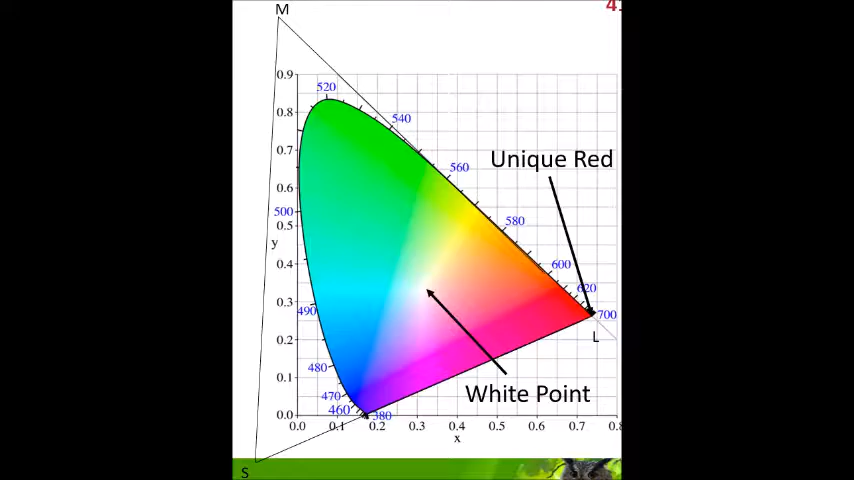 M
0.9
520
0.8
540
0.7
Unique Red
560
0.6
500
0.5
580
y
0.4
600
620
0.3
490
700
0.2
L
480
0.1
White Point
470
460
0.0
380
0.0 0.1 0.2 0.3 0.4 0.5 0.6 0.7 0.8
x
S